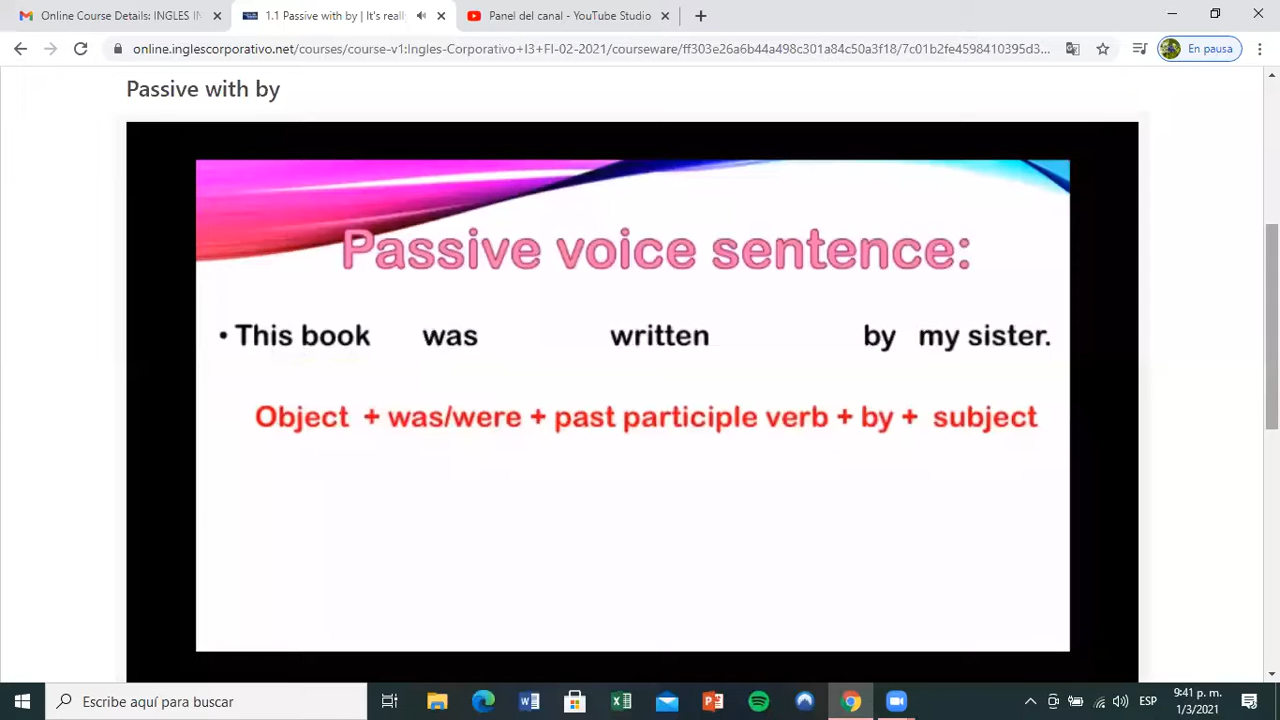 Online Course Details: INGLES IN
1.1 Passive with by | It's reall
Panel del canal - YouTube Studio
online.inglescorporativo.net/courses/course-v1:Ingles-Corporativo+I3+FI-02-2021/courseware/ff303e26a6b44a498c301a84c50a3f18/7c01b2fe4598410395d3...
En pausa
Passive with by
Passive voice sentence:
• This book was written by my sister.
Object + was/were + past participle verb + by + subject
Escribe aquí para buscar
ESP
9:41 p. m.
1/3/2021